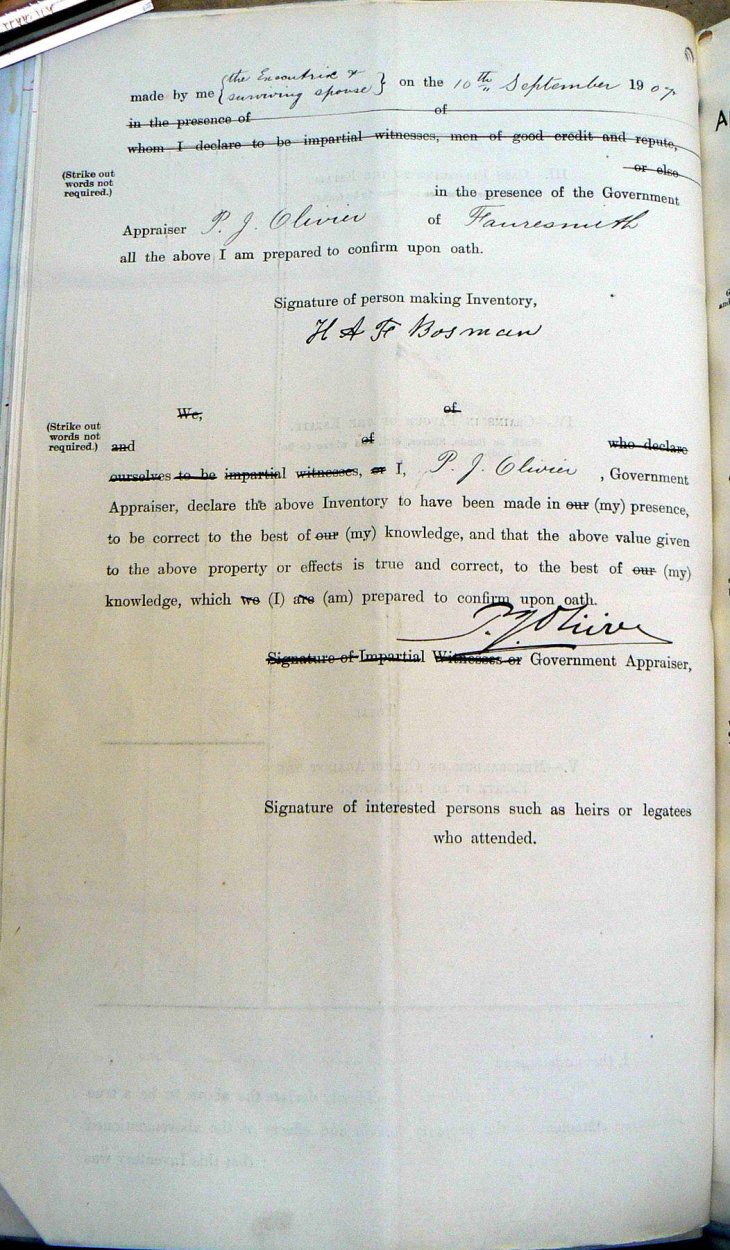 made by me {the Executrix & surviving spouse} on the 10th September 1907
in the presence of of
whom I declare to be impartial witnesses, men of good credit and repute,
or else
(Strike out words not required.)
in the presence of the Government
Appraiser P. J. Olivier of Fauresmith
all the above I am prepared to confirm upon oath.
Signature of person making Inventory,
H A F Bosman
We, of
(Strike out words not required.)
and of who declare
ourselves to be impartial witnesses, or I, P. J. Olivier , Government
Appraiser, declare the above Inventory to have been made in our (my) presence,
to be correct to the best of our (my) knowledge, and that the above value given
to the above property or effects is true and correct, to the best of our (my)
knowledge, which we (I) are (am) prepared to confirm upon oath.
P. J. Olivier
Signature of Impartial Witnesses or Government Appraiser,
Signature of interested persons such as heirs or legatees
who attended.